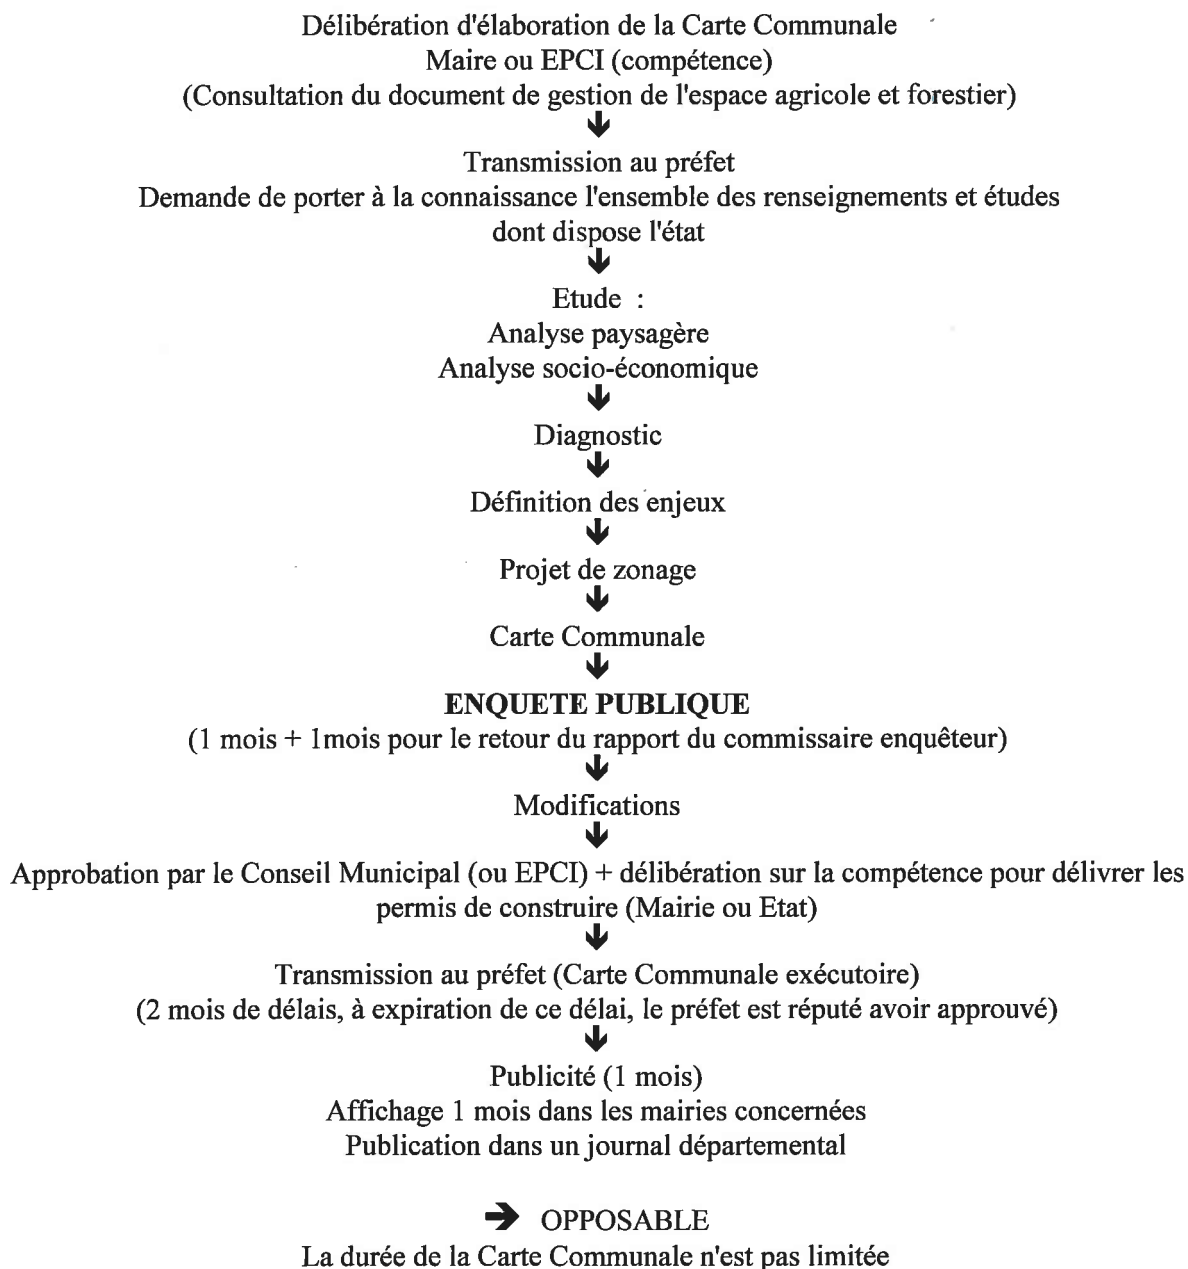 Délibération d'élaboration de la Carte Communale
Maire ou EPCI (compétence)
(Consultation du document de gestion de l'espace agricole et forestier)
↓
Transmission au préfet
Demande de porter à la connaissance l'ensemble des renseignements et études
dont dispose l'état
↓
Etude :
Analyse paysagère
Analyse socio-économique
↓
Diagnostic
↓
Définition des enjeux
↓
Projet de zonage
↓
Carte Communale
↓
ENQUETE PUBLIQUE
(1 mois + 1mois pour le retour du rapport du commissaire enquêteur)
↓
Modifications
↓
Approbation par le Conseil Municipal (ou EPCI) + délibération sur la compétence pour délivrer les
permis de construire (Mairie ou Etat)
↓
Transmission au préfet (Carte Communale exécutoire)
(2 mois de délais, à expiration de ce délai, le préfet est réputé avoir approuvé)
↓
Publicité (1 mois)
Affichage 1 mois dans les mairies concernées
Publication dans un journal départemental
→ OPPOSABLE
La durée de la Carte Communale n'est pas limitée